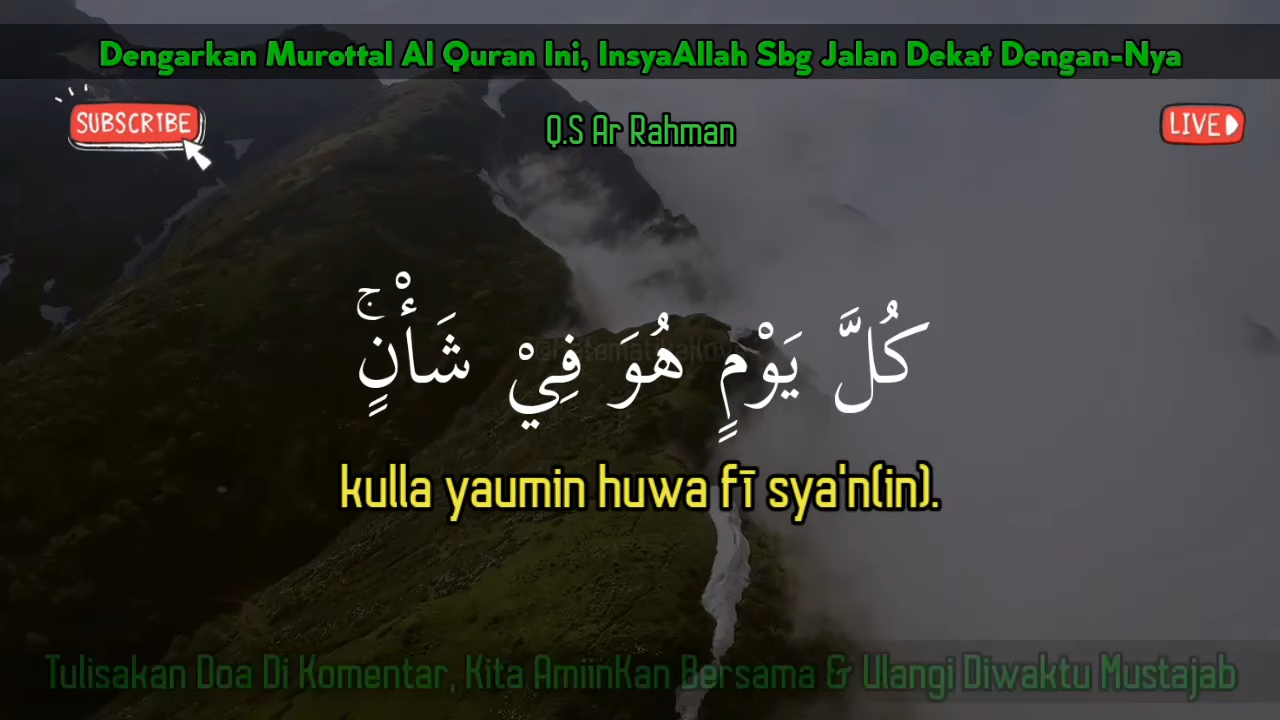 Dengarkan Murottal Al Quran Ini, InsyaAllah Sbg Jalan Dekat Dengan-Nya
SUBSCRIBE
Q.S Ar Rahman
LIVE
كُلَّ يَوْمٍ هُوَ فِيْ شَأْنٍۚ
kulla yaumin huwa fī sya'n(in).
Tulisakan Doa Di Komentar, Kita AmiinKan Bersama & Ulangi Diwaktu Mustajab